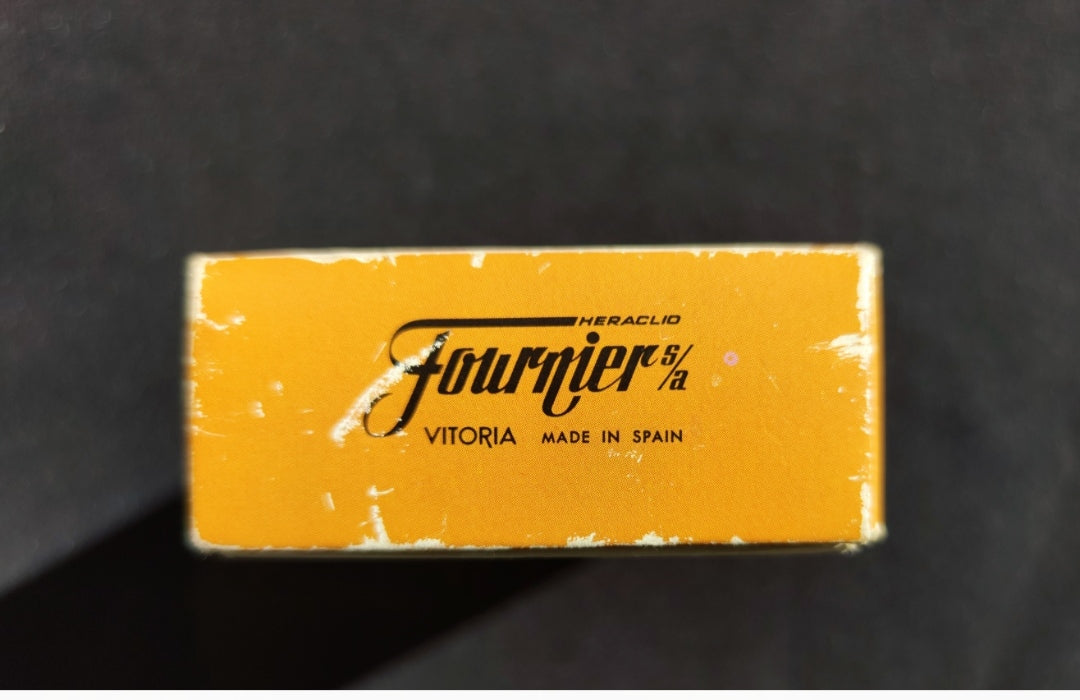 HERACLIO
Fournier s/a
VITORIA MADE IN SPAIN